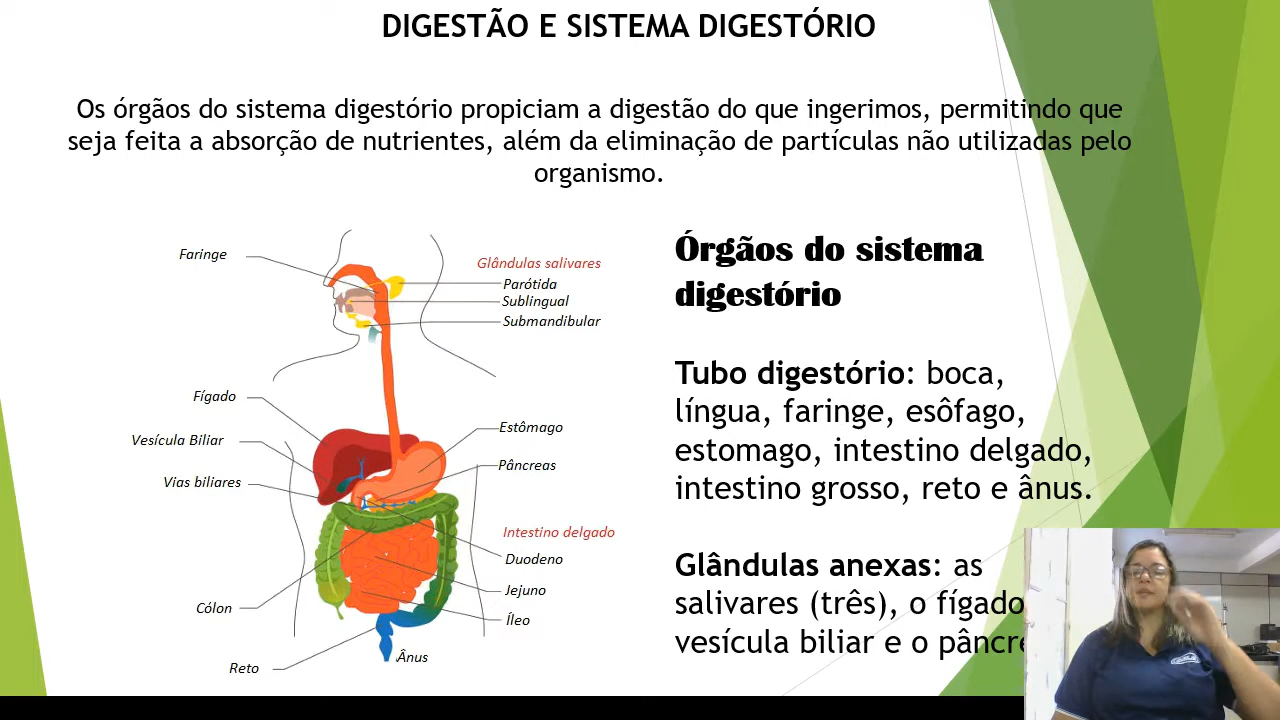 DIGESTÃO E SISTEMA DIGESTÓRIO
Os órgãos do sistema digestório propiciam a digestão do que ingerimos, permitindo que
seja feita a absorção de nutrientes, além da eliminação de partículas não utilizadas pelo
organismo.
Faringe
Glândulas salivares
Parótida
Sublingual
Submandibular
Fígado
Vesícula Biliar
Vias biliares
Estômago
Pâncreas
Intestino delgado
Duodeno
Jejuno
Íleo
Cólon
Reto
Ânus
Órgãos do sistema
digestório
Tubo digestório: boca,
língua, faringe, esôfago,
estomago, intestino delgado,
intestino grosso, reto e ânus.
Glândulas anexas: as
salivares (três), o fígado
vesícula biliar e o